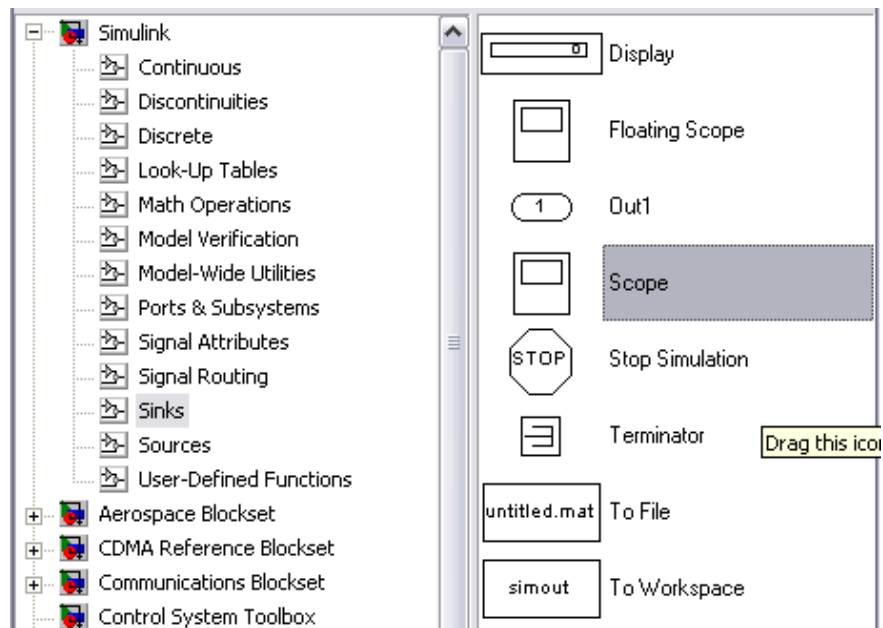 Simulink
Continuous
Discontinuities
Discrete
Look-Up Tables
Math Operations
Model Verification
Model-Wide Utilities
Ports & Subsystems
Signal Attributes
Signal Routing
Sinks
Sources
User-Defined Functions
Aerospace Blockset
CDMA Reference Blockset
Communications Blockset
Control System Toolbox
0 Display
Floating Scope
1 Out1
Scope
STOP Stop Simulation
Terminator
Drag this icon
untitled.mat To File
simout To Workspace